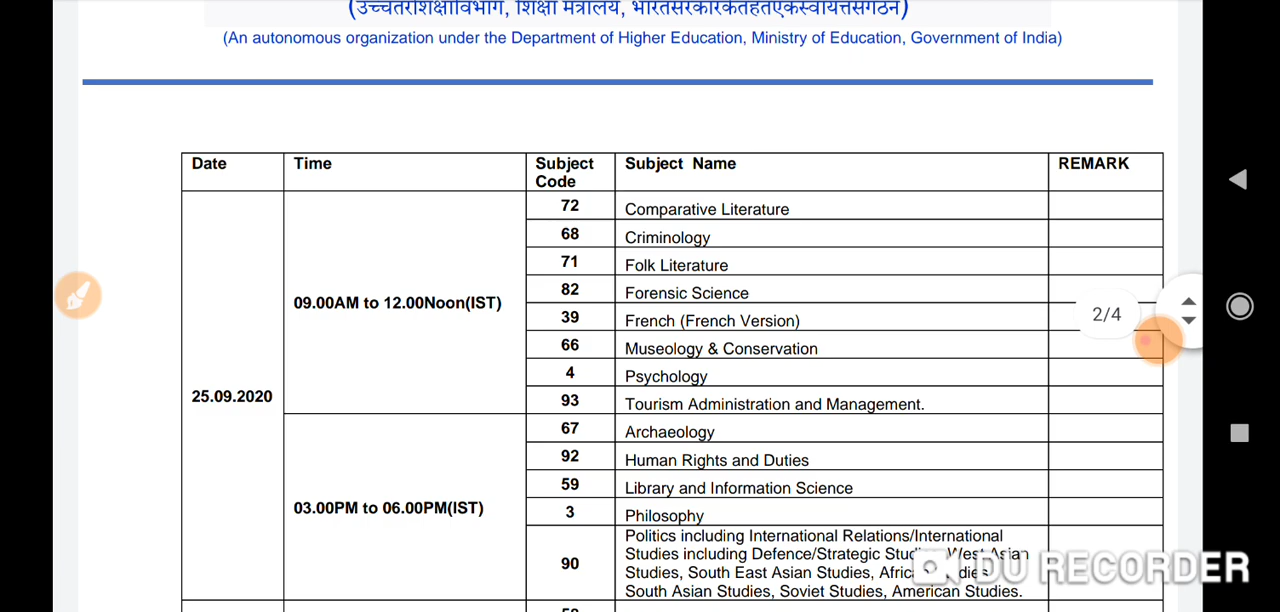 (उच्चतरशिक्षाविभाग, शिक्षा मंत्रालय, भारतसरकारकेतहतएकस्वायत्तसंगठन)
(An autonomous organization under the Department of Higher Education, Ministry of Education, Government of India)
Date Time Subject Code Subject Name REMARK
25.09.2020
09.00AM to 12.00Noon(IST)
72 Comparative Literature
68 Criminology
71 Folk Literature
82 Forensic Science
39 French (French Version)
66 Museology & Conservation
4 Psychology
93 Tourism Administration and Management.
03.00PM to 06.00PM(IST)
67 Archaeology
92 Human Rights and Duties
59 Library and Information Science
3 Philosophy
90 Politics including International Relations/International
Studies including Defence/Strategic West Asian
Studies, South East Asian Studies,
South Asian Studies, Soviet Studies, American Studies.
2/4
DU RECORDER